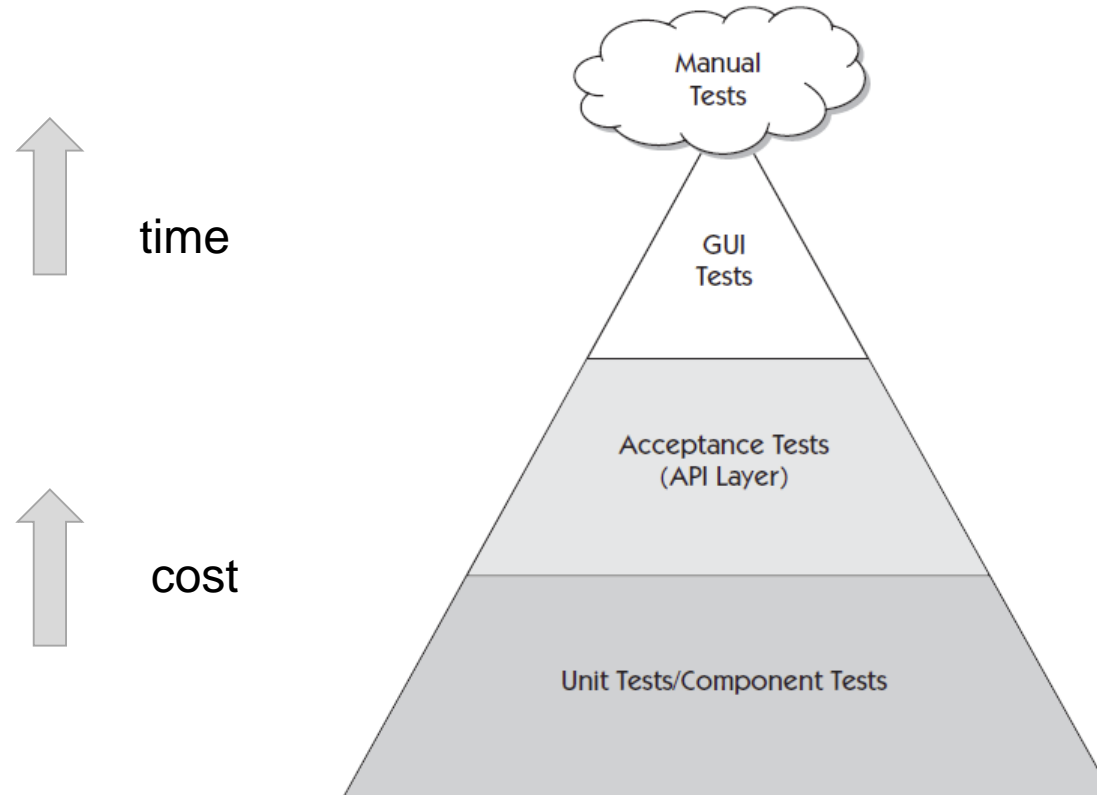 Manual
Tests
time
GUI
Tests
Acceptance Tests
(API Layer)
cost
Unit Tests/Component Tests